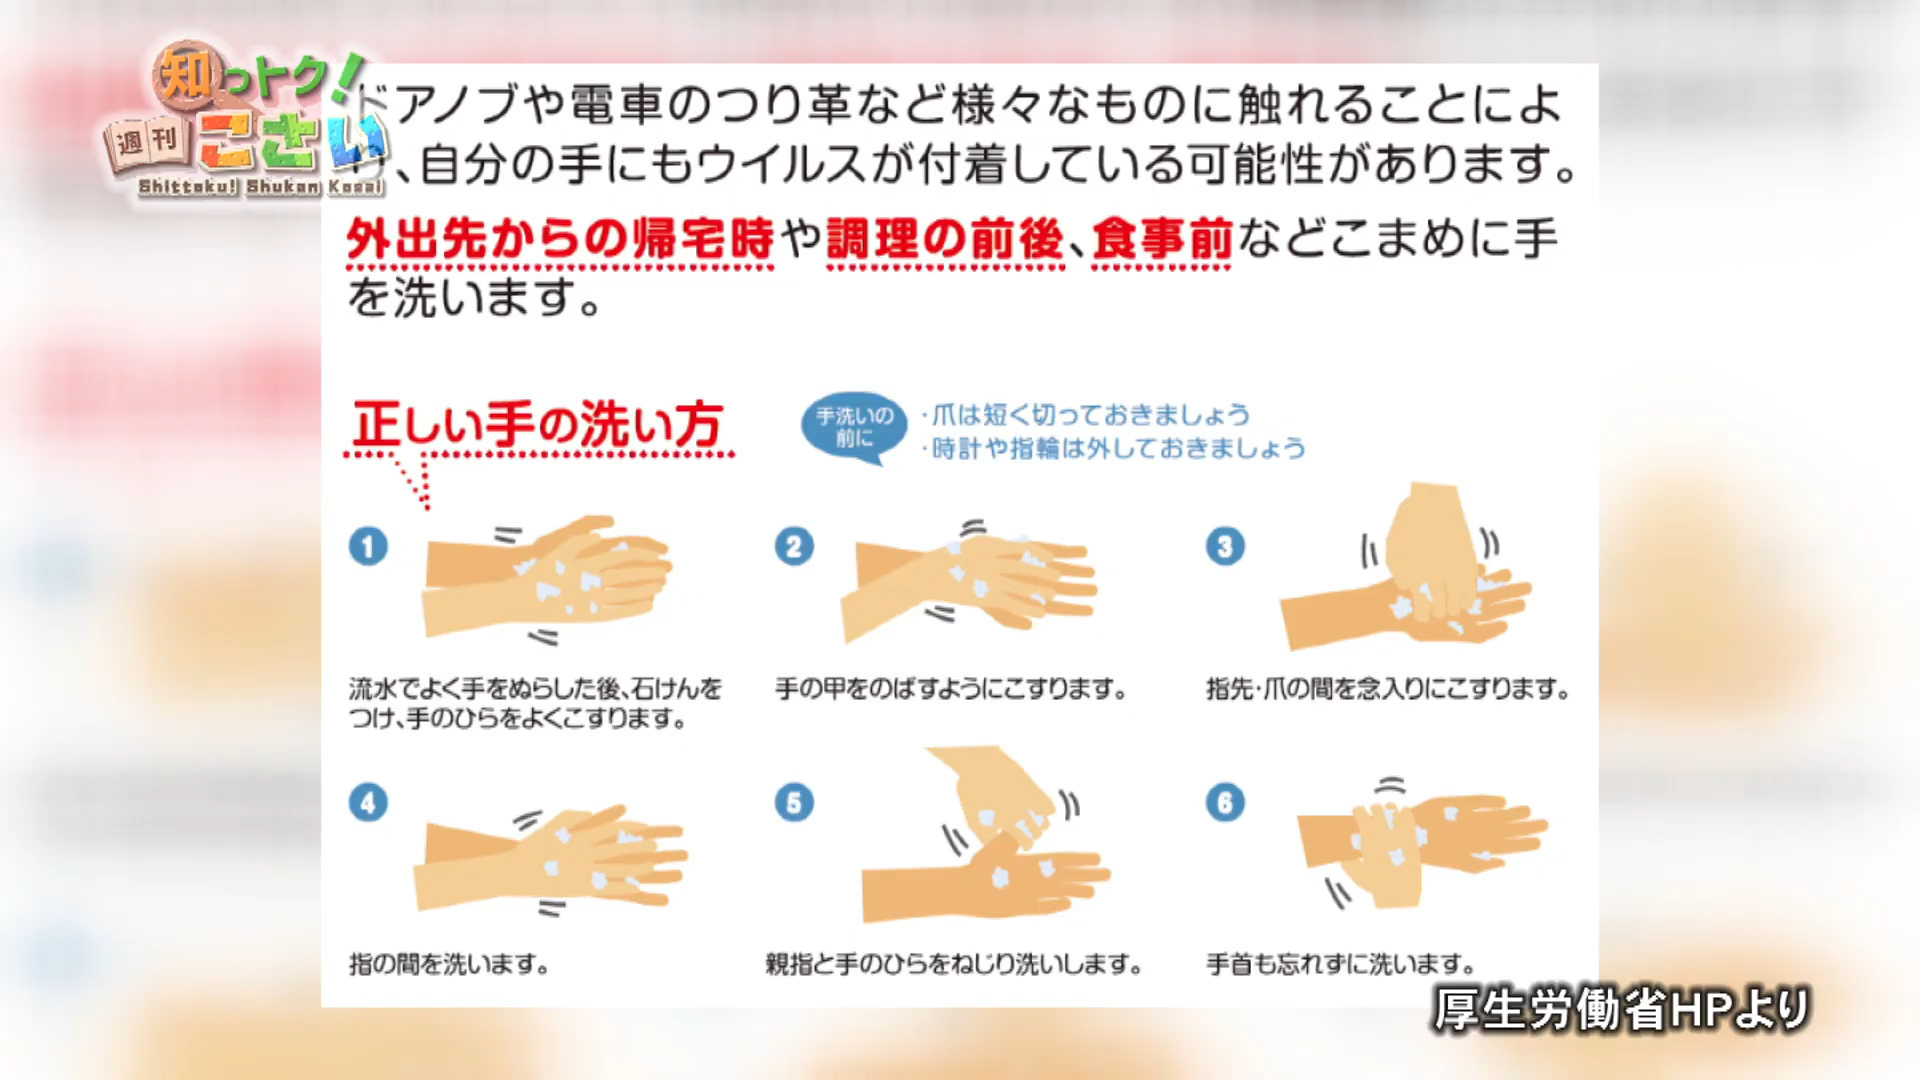 知っトク！
週刊 こさい
Shittoku! Shukan Kosai
ドアノブや電車のつり革など様々なものに触れることによ
り、自分の手にもウイルスが付着している可能性があります。
外出先からの帰宅時や調理の前後、食事前などこまめに手
を洗います。
正しい手の洗い方
手洗いの
前に
・爪は短く切っておきましょう
・時計や指輪は外しておきましょう
1
2
3
流水でよく手をぬらした後、石けんを
つけ、手のひらをよくこすります。
手の甲をのばすようにこすります。
指先・爪の間を念入りにこすります。
4
5
6
指の間を洗います。
親指と手のひらをねじり洗いします。
手首も忘れずに洗います。
厚生労働省HPより